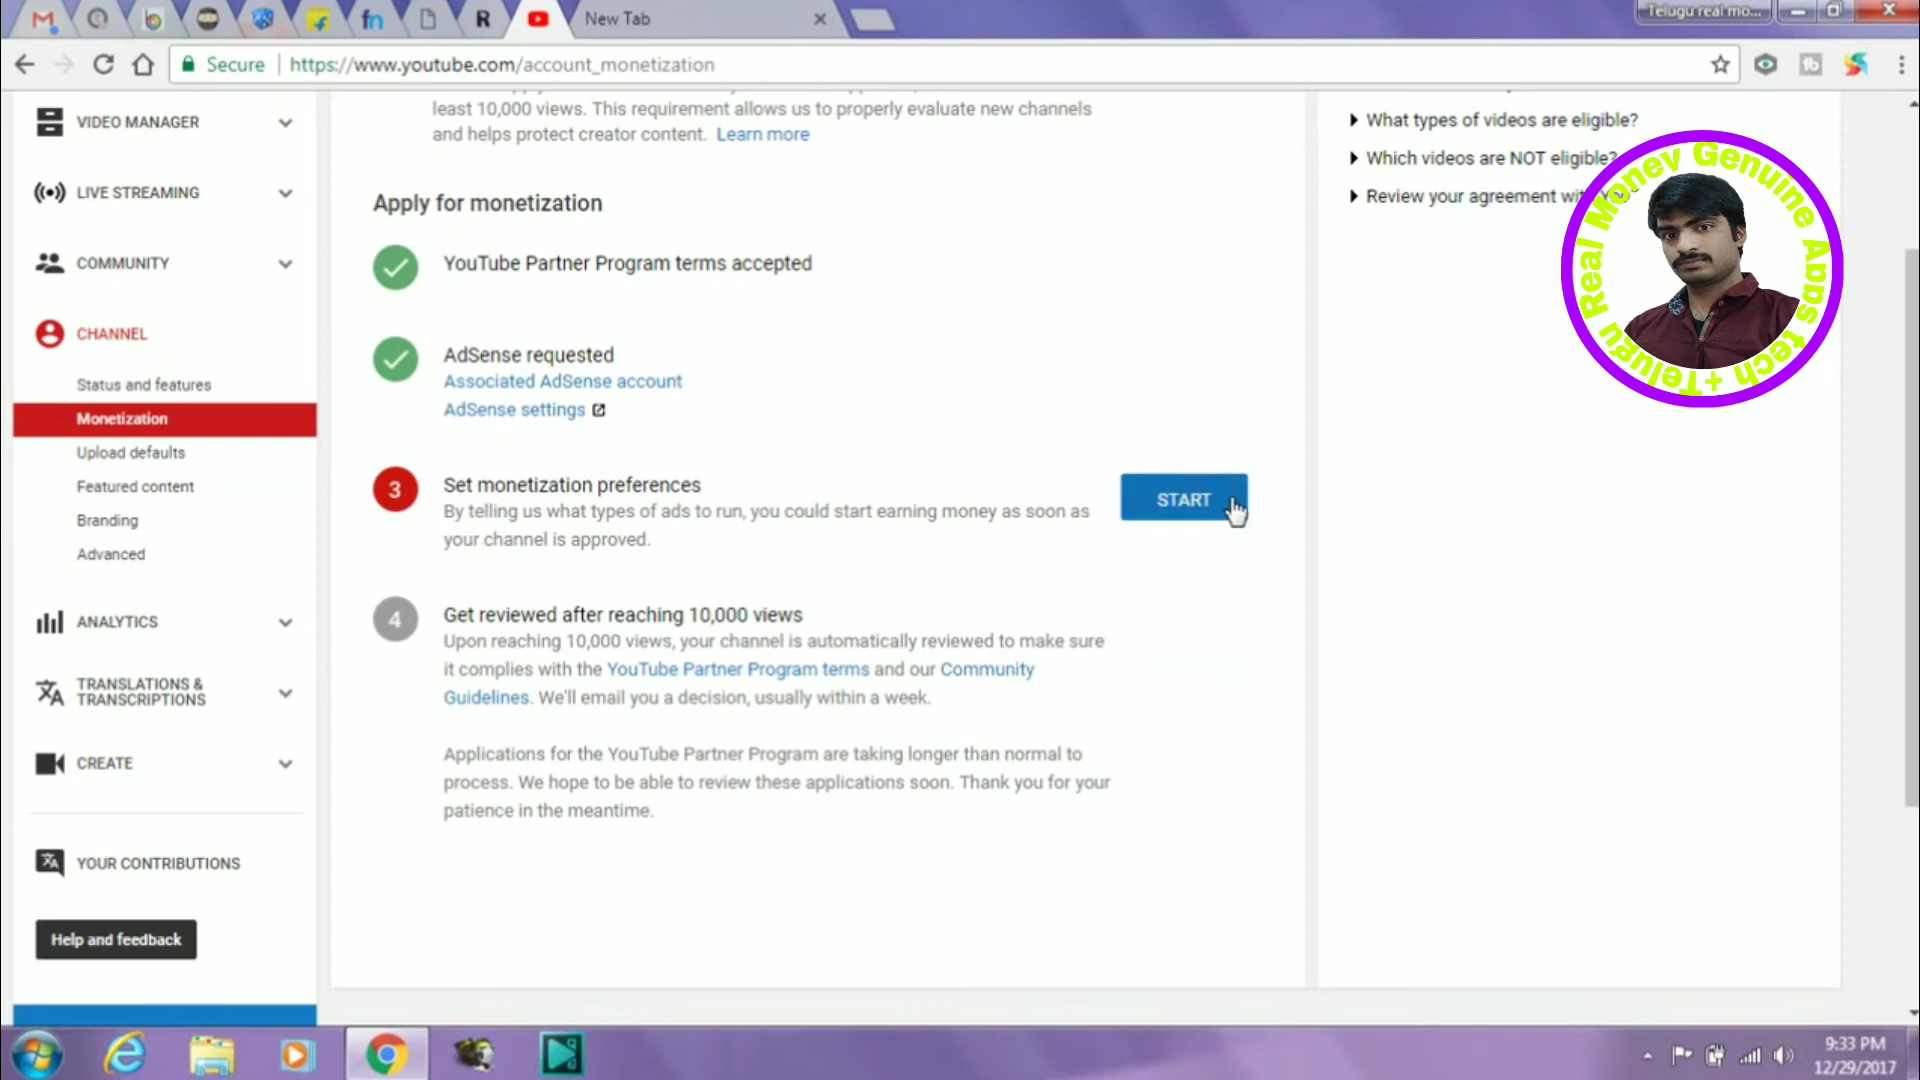 New Tab
Telugu real mo...
Secure
https://www.youtube.com/account_monetization
VIDEO MANAGER
LIVE STREAMING
COMMUNITY
CHANNEL
Status and features
Monetization
Upload defaults
Featured content
Branding
Advanced
ANALYTICS
TRANSLATIONS &
TRANSCRIPTIONS
CREATE
YOUR CONTRIBUTIONS
Help and feedback
least 10,000 views. This requirement allows us to properly evaluate new channels
and helps protect creator content. Learn more
Apply for monetization
YouTube Partner Program terms accepted
AdSense requested
Associated AdSense account
AdSense settings
3
Set monetization preferences
By telling us what types of ads to run, you could start earning money as soon as
your channel is approved.
START
4
Get reviewed after reaching 10,000 views
Upon reaching 10,000 views, your channel is automatically reviewed to make sure
it complies with the YouTube Partner Program terms and our Community
Guidelines. We'll email you a decision, usually within a week.
Applications for the YouTube Partner Program are taking longer than normal to
process. We hope to be able to review these applications soon. Thank you for your
patience in the meantime.
What types of videos are eligible?
Which videos are NOT eligible?
Review your agreement
Telugu Real Money Genuine Apps tech +
9:33 PM
12/29/2017